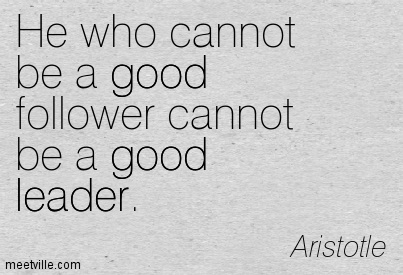 He who cannot
be a good
follower cannot
be a good
leader.
Aristotle
meetville.com